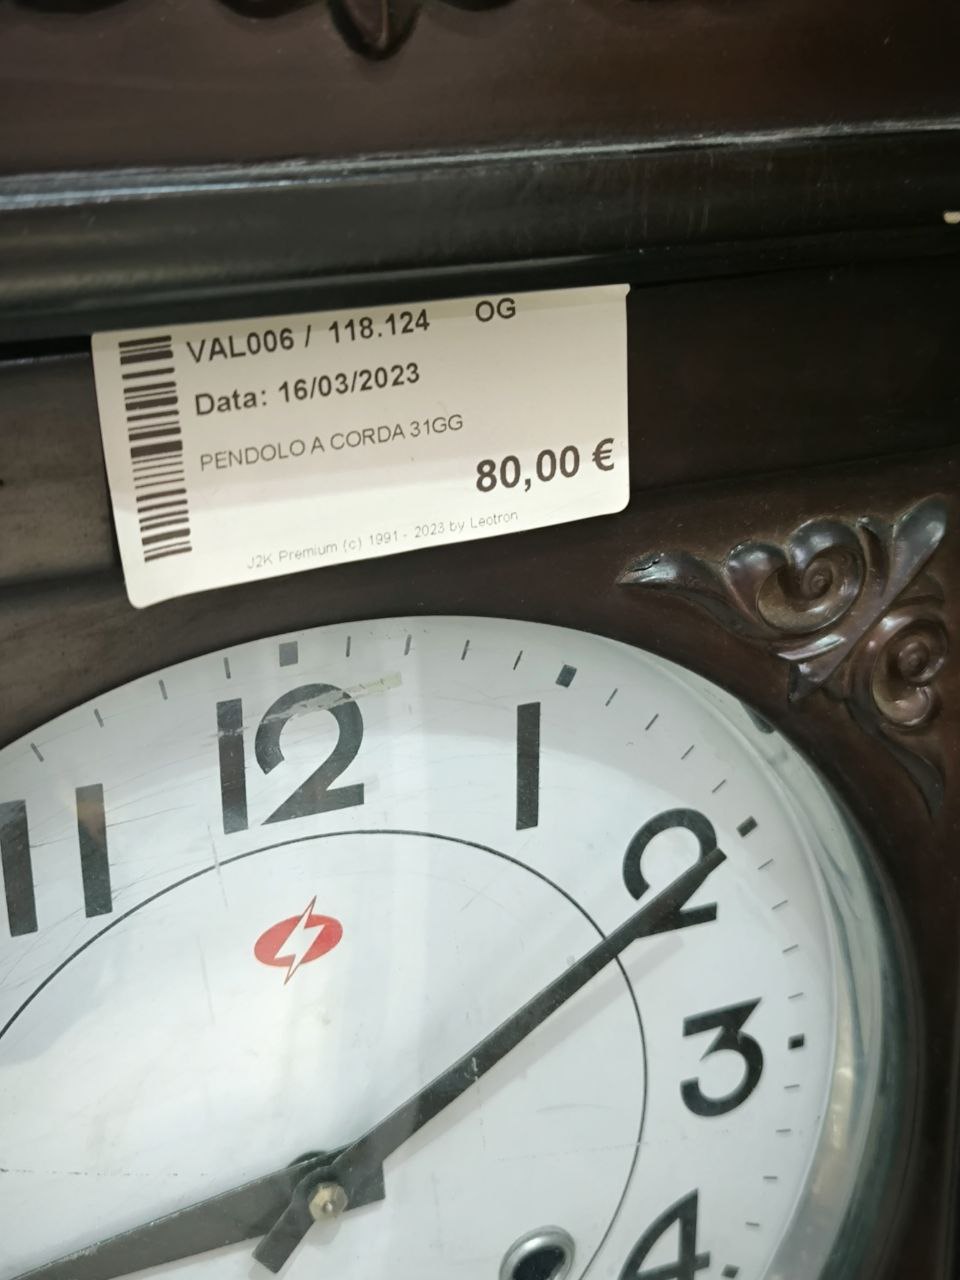 VAL006 / 118.124 OG
Data: 16/03/2023
PENDOLO A CORDA 31GG
80,00 €
J2K Premium (c) 1991 - 2023 by Leotron
12
1
11
2
3
4